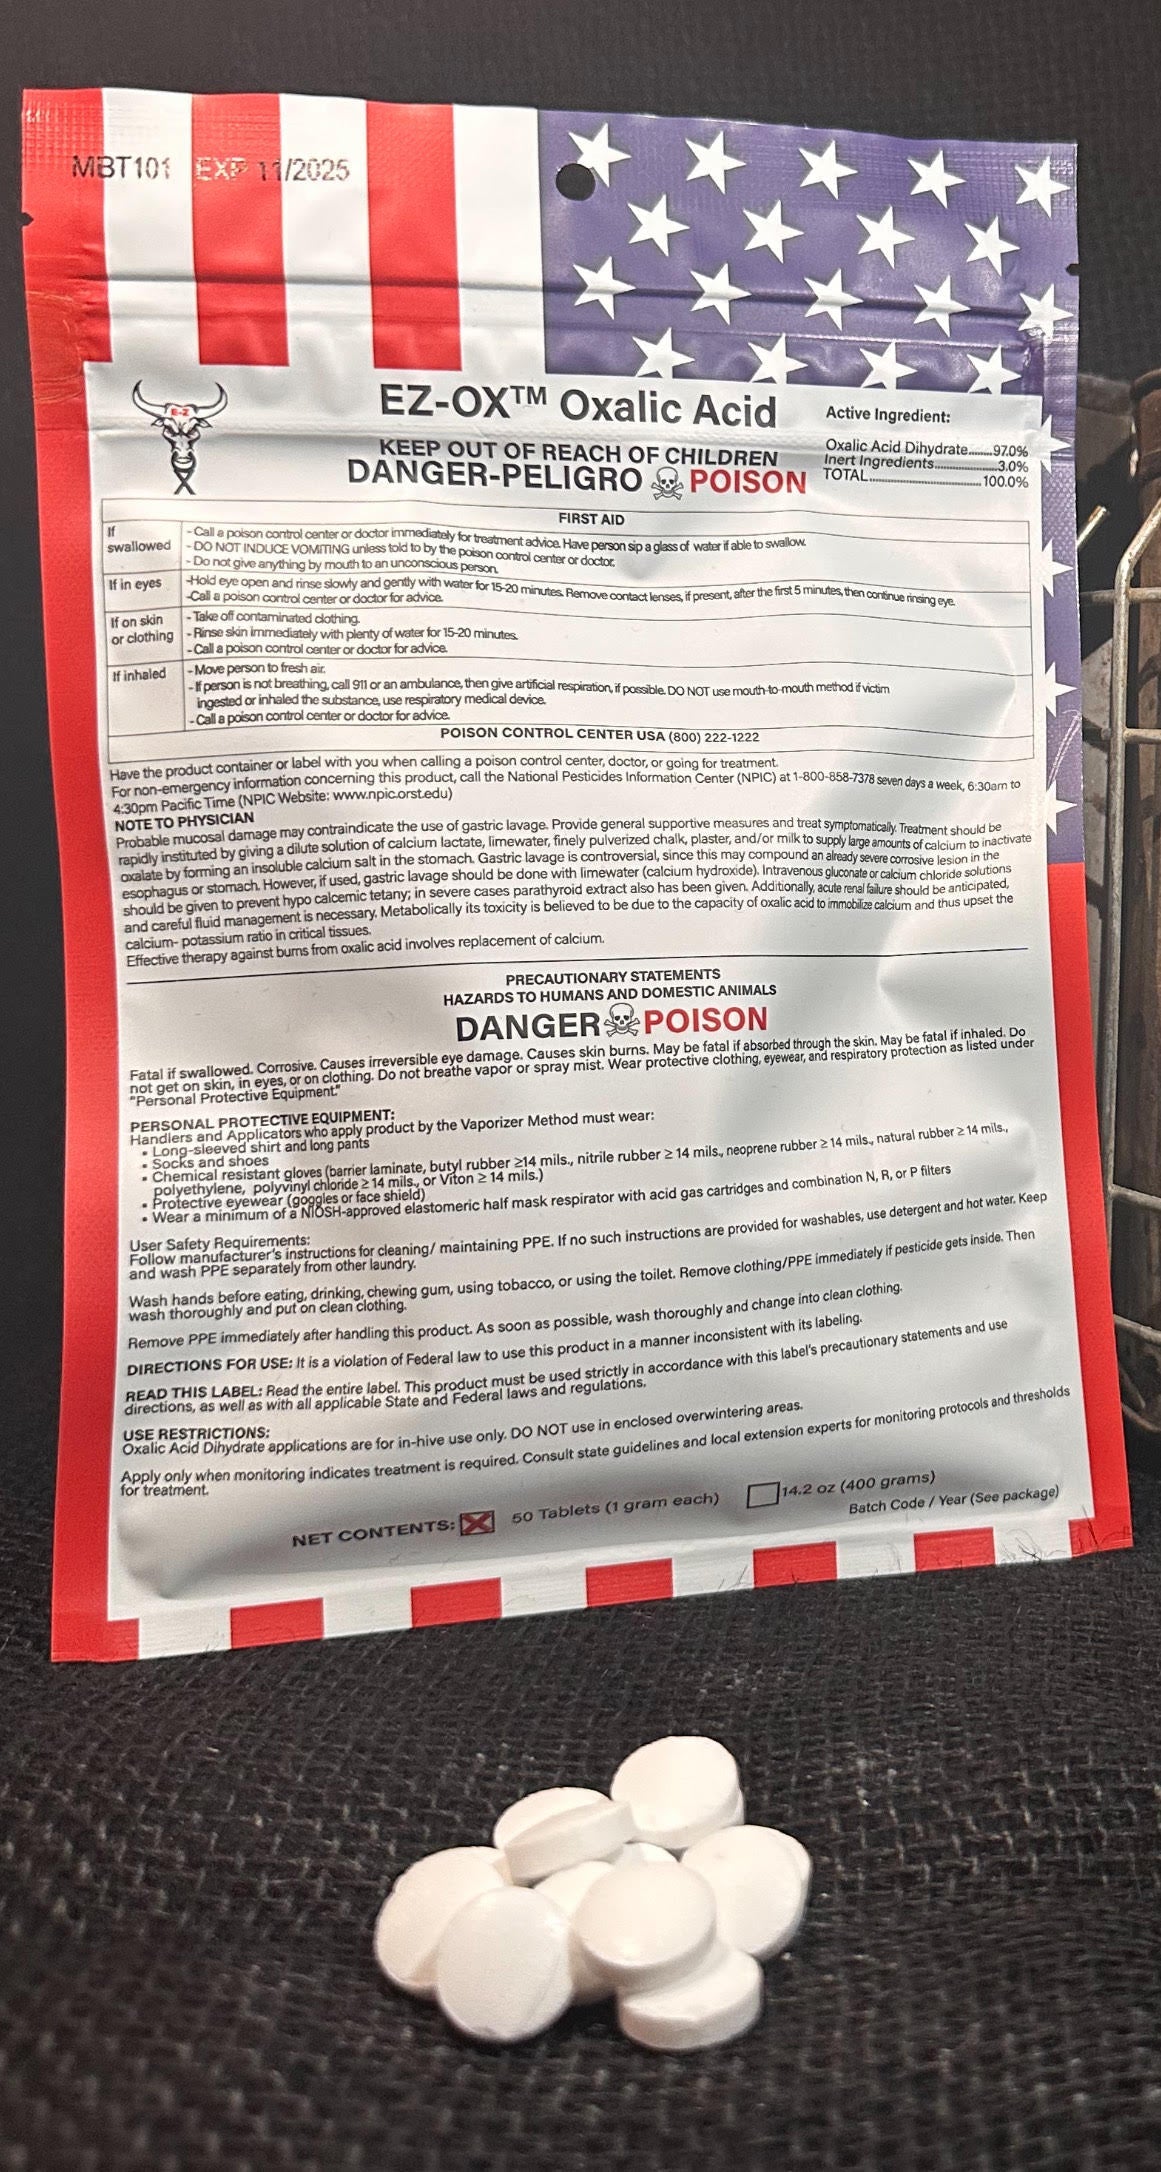 MBT101 EXP 11/2025
E-Z
EZ-OX™ Oxalic Acid
KEEP OUT OF REACH OF CHILDREN
DANGER-PELIGRO POISON
Active Ingredient:
Oxalic Acid Dihydrate.......97.0%
Inert Ingredients..................3.0%
TOTAL................................100.0%
FIRST AID
If swallowed
- Call a poison control center or doctor immediately for treatment advice. Have person sip a glass of water if able to swallow.
- DO NOT INDUCE VOMITING unless told to by the poison control center or doctor.
- Do not give anything by mouth to an unconscious person.
If in eyes
-Hold eye open and rinse slowly and gently with water for 15-20 minutes. Remove contact lenses, if present, after the first 5 minutes, then continue rinsing eye.
-Call a poison control center or doctor for advice.
If on skin
or clothing
- Take off contaminated clothing.
- Rinse skin immediately with plenty of water for 15-20 minutes.
- Call a poison control center or doctor for advice.
If inhaled
- Move person to fresh air.
- If person is not breathing, call 911 or an ambulance, then give artificial respiration, if possible. DO NOT use mouth-to-mouth method if victim
ingested or inhaled the substance, use respiratory medical device.
- Call a poison control center or doctor for advice.
POISON CONTROL CENTER USA (800) 222-1222
Have the product container or label with you when calling a poison control center, doctor, or going for treatment.
For non-emergency information concerning this product, call the National Pesticides Information Center (NPIC) at 1-800-858-7378 seven days a week, 6:30am to
4:30pm Pacific Time (NPIC Website: www.npic.orst.edu)
NOTE TO PHYSICIAN
Probable mucosal damage may contraindicate the use of gastric lavage. Provide general supportive measures and treat symptomatically. Treatment should be
rapidly instituted by giving a dilute solution of calcium lactate, limewater, finely pulverized chalk, plaster, and/or milk to supply large amounts of calcium to inactivate
oxalate by forming an insoluble calcium salt in the stomach. Gastric lavage is controversial, since this may compound an already severe corrosive lesion in the
esophagus or stomach. However, if used, gastric lavage should be done with limewater (calcium hydroxide). Intravenous gluconate or calcium chloride solutions
should be given to prevent hypo calcemic tetany; in severe cases parathyroid extract also has been given. Additionally, acute renal failure should be anticipated,
and careful fluid management is necessary. Metabolically its toxicity is believed to be due to the capacity of oxalic acid to immobilize calcium and thus upset the
calcium- potassium ratio in critical tissues.
Effective therapy against burns from oxalic acid involves replacement of calcium.
PRECAUTIONARY STATEMENTS
HAZARDS TO HUMANS AND DOMESTIC ANIMALS
DANGER POISON
Fatal if swallowed. Corrosive. Causes irreversible eye damage. Causes skin burns. May be fatal if absorbed through the skin. May be fatal if inhaled. Do
not get on skin, in eyes, or on clothing. Do not breathe vapor or spray mist. Wear protective clothing, eyewear, and respiratory protection as listed under
"Personal Protective Equipment."
PERSONAL PROTECTIVE EQUIPMENT:
Handlers and Applicators who apply product by the Vaporizer Method must wear:
• Long-sleeved shirt and long pants
• Socks and shoes
• Chemical resistant gloves (barrier laminate, butyl rubber ≥14 mils., nitrile rubber ≥ 14 mils., neoprene rubber ≥ 14 mils., natural rubber ≥ 14 mils.,
polyethylene, polyvinyl chloride ≥ 14 mils., or Viton ≥ 14 mils.)
• Protective eyewear (goggles or face shield)
• Wear a minimum of a NIOSH-approved elastomeric half mask respirator with acid gas cartridges and combination N, R, or P filters
User Safety Requirements:
Follow manufacturer's instructions for cleaning/ maintaining PPE. If no such instructions are provided for washables, use detergent and hot water. Keep
and wash PPE separately from other laundry.
Wash hands before eating, drinking, chewing gum, using tobacco, or using the toilet. Remove clothing/PPE immediately if pesticide gets inside. Then
wash thoroughly and put on clean clothing.
Remove PPE immediately after handling this product. As soon as possible, wash thoroughly and change into clean clothing.
DIRECTIONS FOR USE: It is a violation of Federal law to use this product in a manner inconsistent with its labeling.
READ THIS LABEL: Read the entire label. This product must be used strictly in accordance with this label's precautionary statements and use
directions, as well as with all applicable State and Federal laws and regulations.
USE RESTRICTIONS:
Oxalic Acid Dihydrate applications are for in-hive use only. DO NOT use in enclosed overwintering areas.
Apply only when monitoring indicates treatment is required. Consult state guidelines and local extension experts for monitoring protocols and thresholds
for treatment.
NET CONTENTS: 50 Tablets (1 gram each) 14.2 oz (400 grams)
Batch Code / Year (See package)